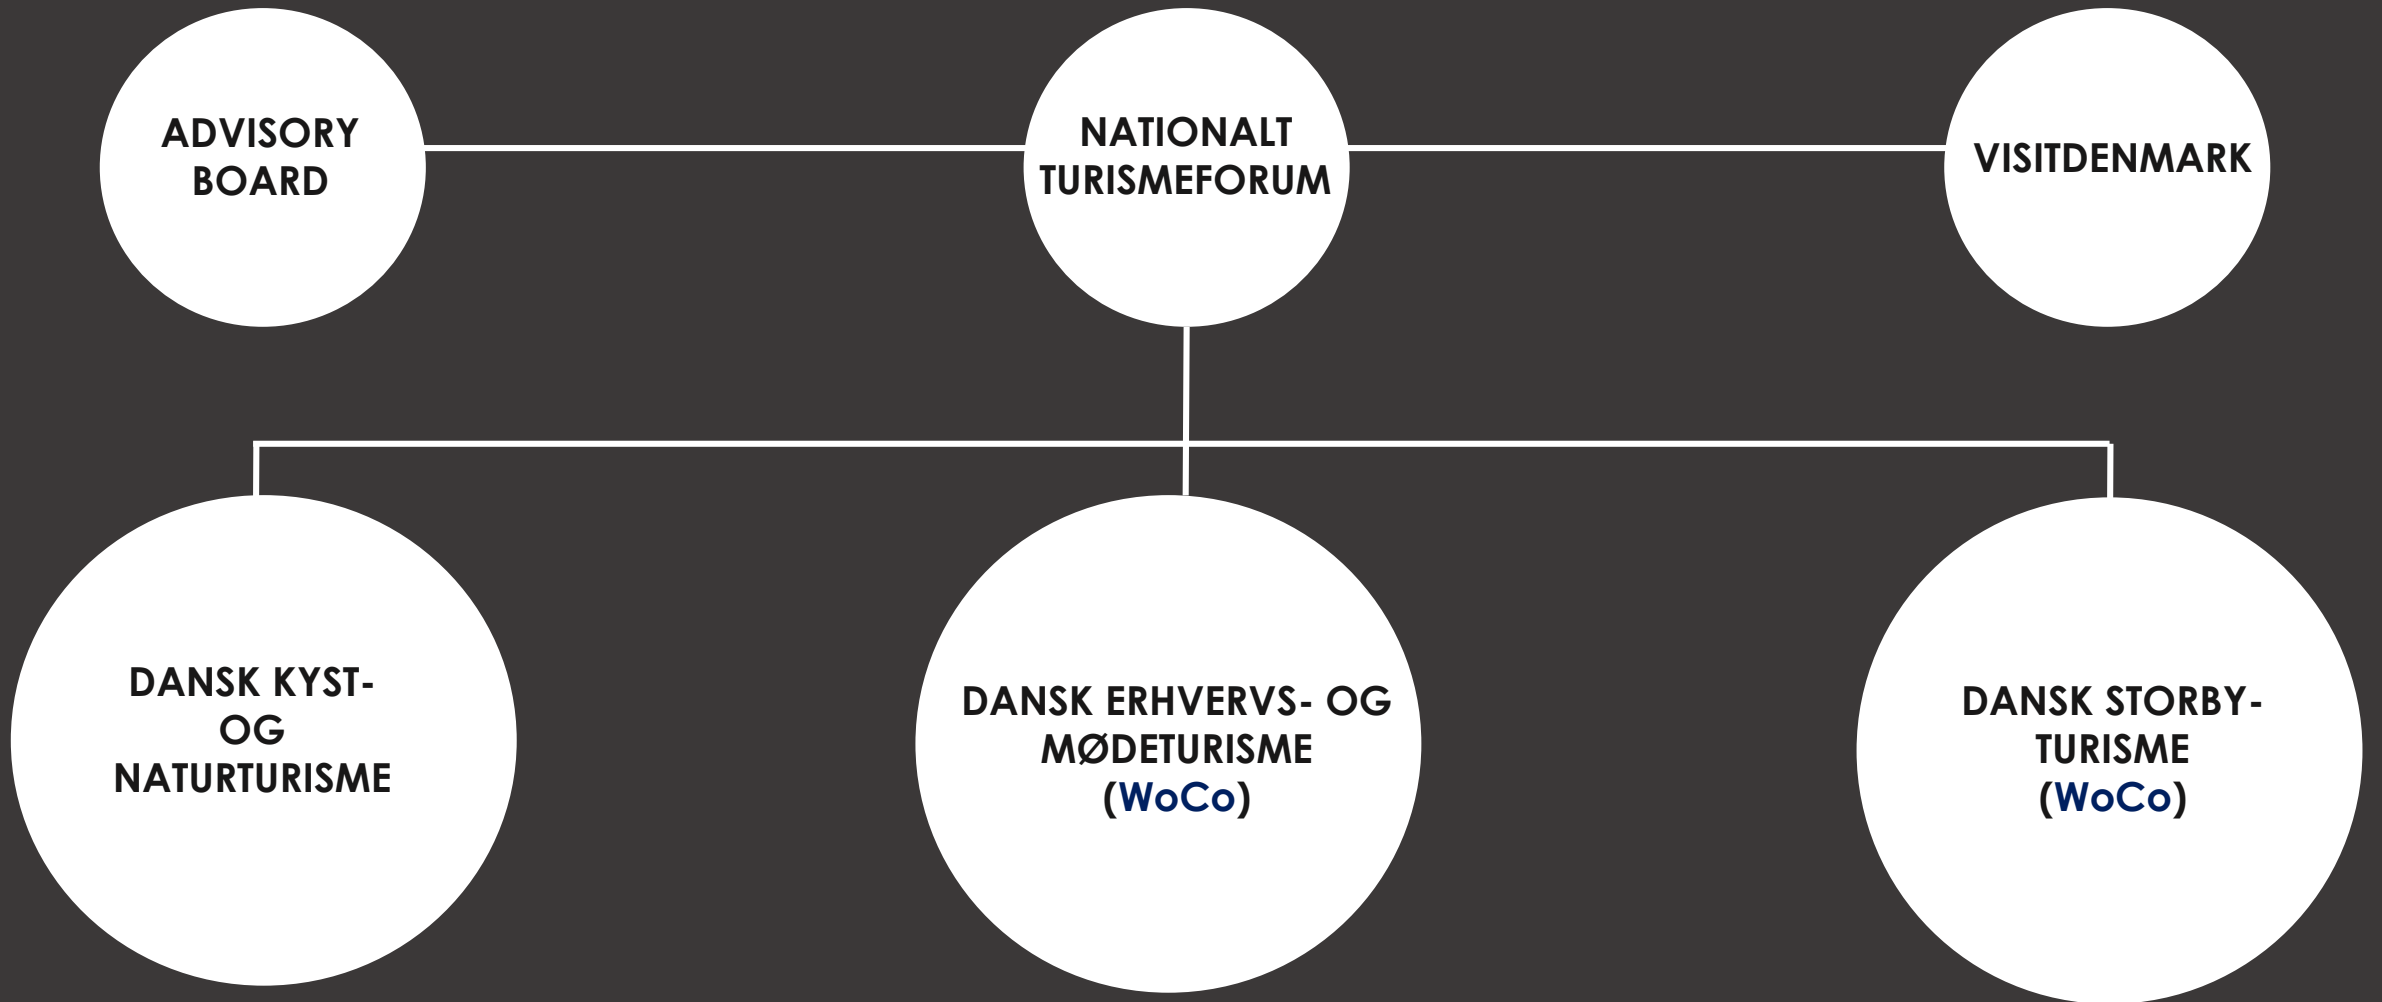 ADVISORY
BOARD
NATIONALT
TURISMEFORUM
VISITDENMARK
DANSK KYST-
OG
NATURTURISME
DANSK ERHVERVS- OG
MØDETURISME
(WoCo)
DANSK STORBY-
TURISME
(WoCo)